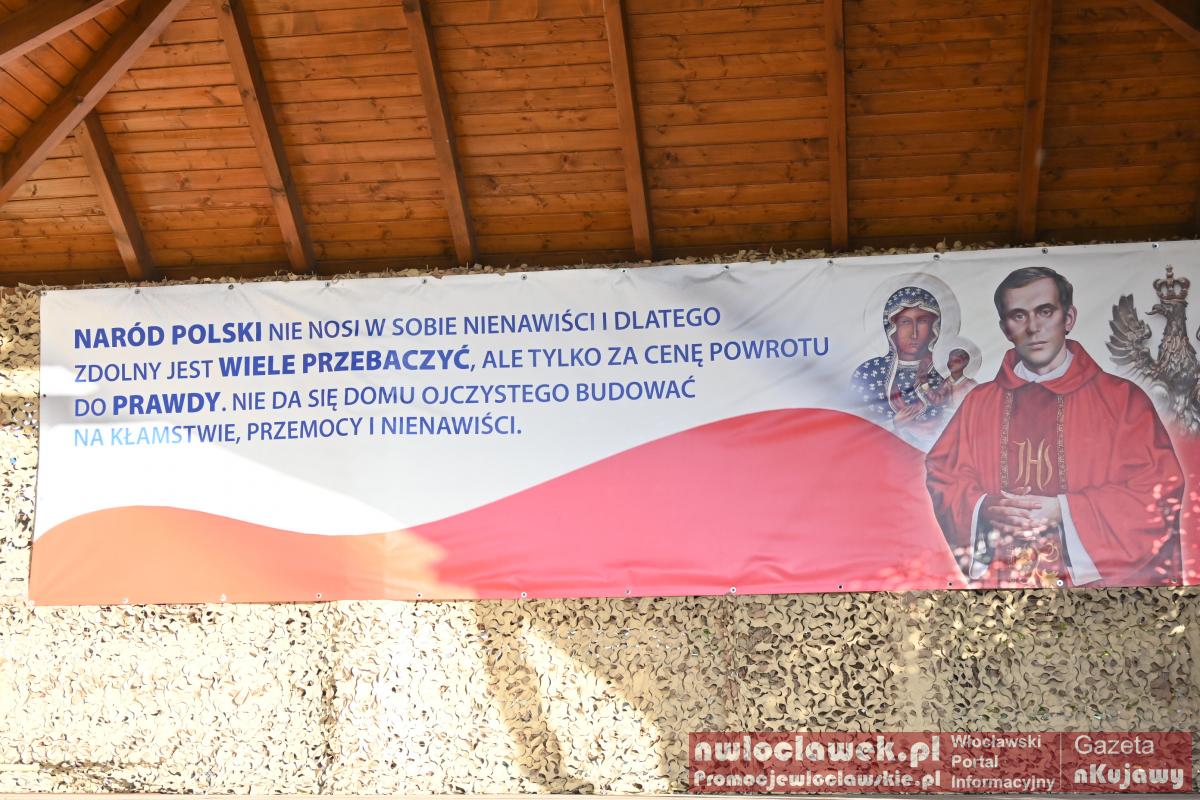 NARÓD POLSKI NIE NOSI W SOBIE NIENAWIŚCI I DLATEGO
ZDOLNY JEST WIELE PRZEBACZYĆ, ALE TYLKO ZA CENĘ POWROTU
DO PRAWDY. NIE DA SIĘ DOMU OJCZYSTEGO BUDOWAĆ
NA KŁAMSTWIE, PRZEMOCY I NIENAWIŚCI.
IHS
nwloclawek.pl
Promocjewloclawskie.pl
Włocławski
Portal
Informacyjny
Gazeta
nKujawy